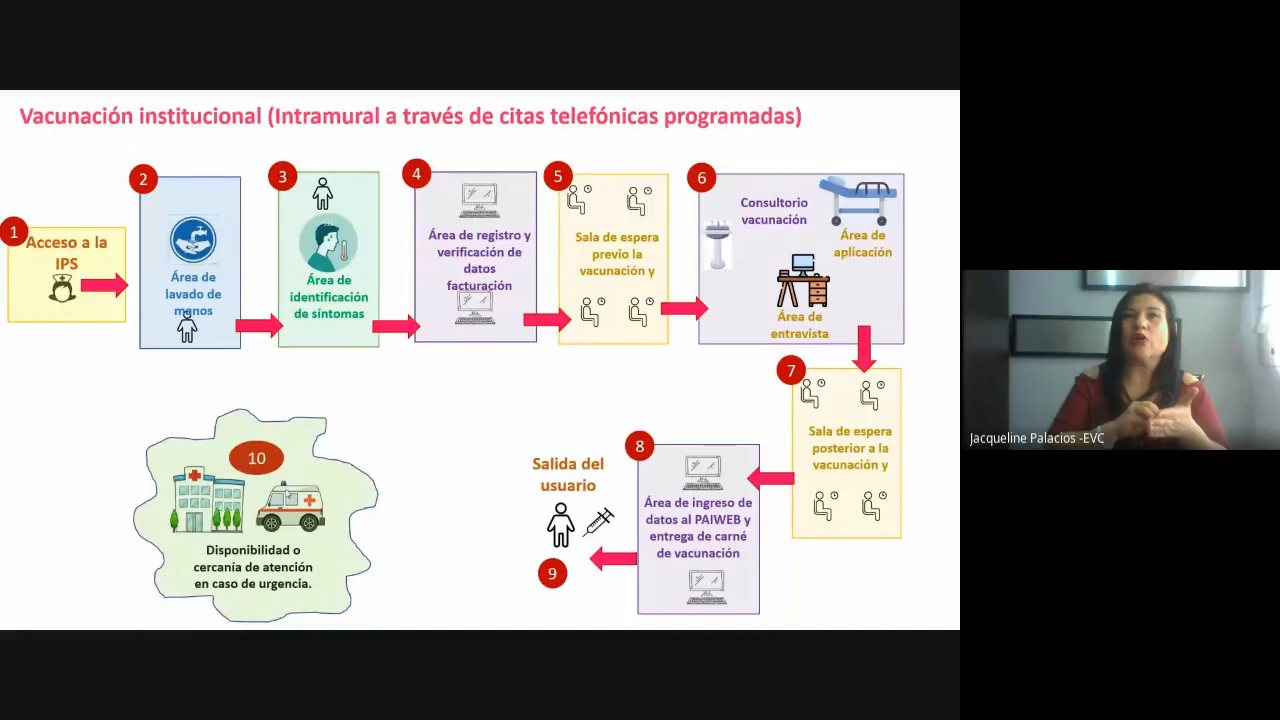 Vacunación institucional (Intramural a través de citas telefónicas programadas)
1
Acceso a la
IPS
2
Área de
lavado de
menos
3
Área de
identificación
de síntomas
4
Área de registro y
verificación de
datos
facturación
5
Sala de espera
previo la
vacunación y
6
Consultorio
vacunación
Área de
aplicación
Área de
entrevista
7
Sala de espera
posterior a la
vacunación y
8
Área de ingreso de
datos al PAIWEB y
entrega de carné
de vacunación
Salida del
usuario
9
10
Disponibilidad o
cercanía de atención
en caso de urgencia.
Jacqueline Palacios -EVC